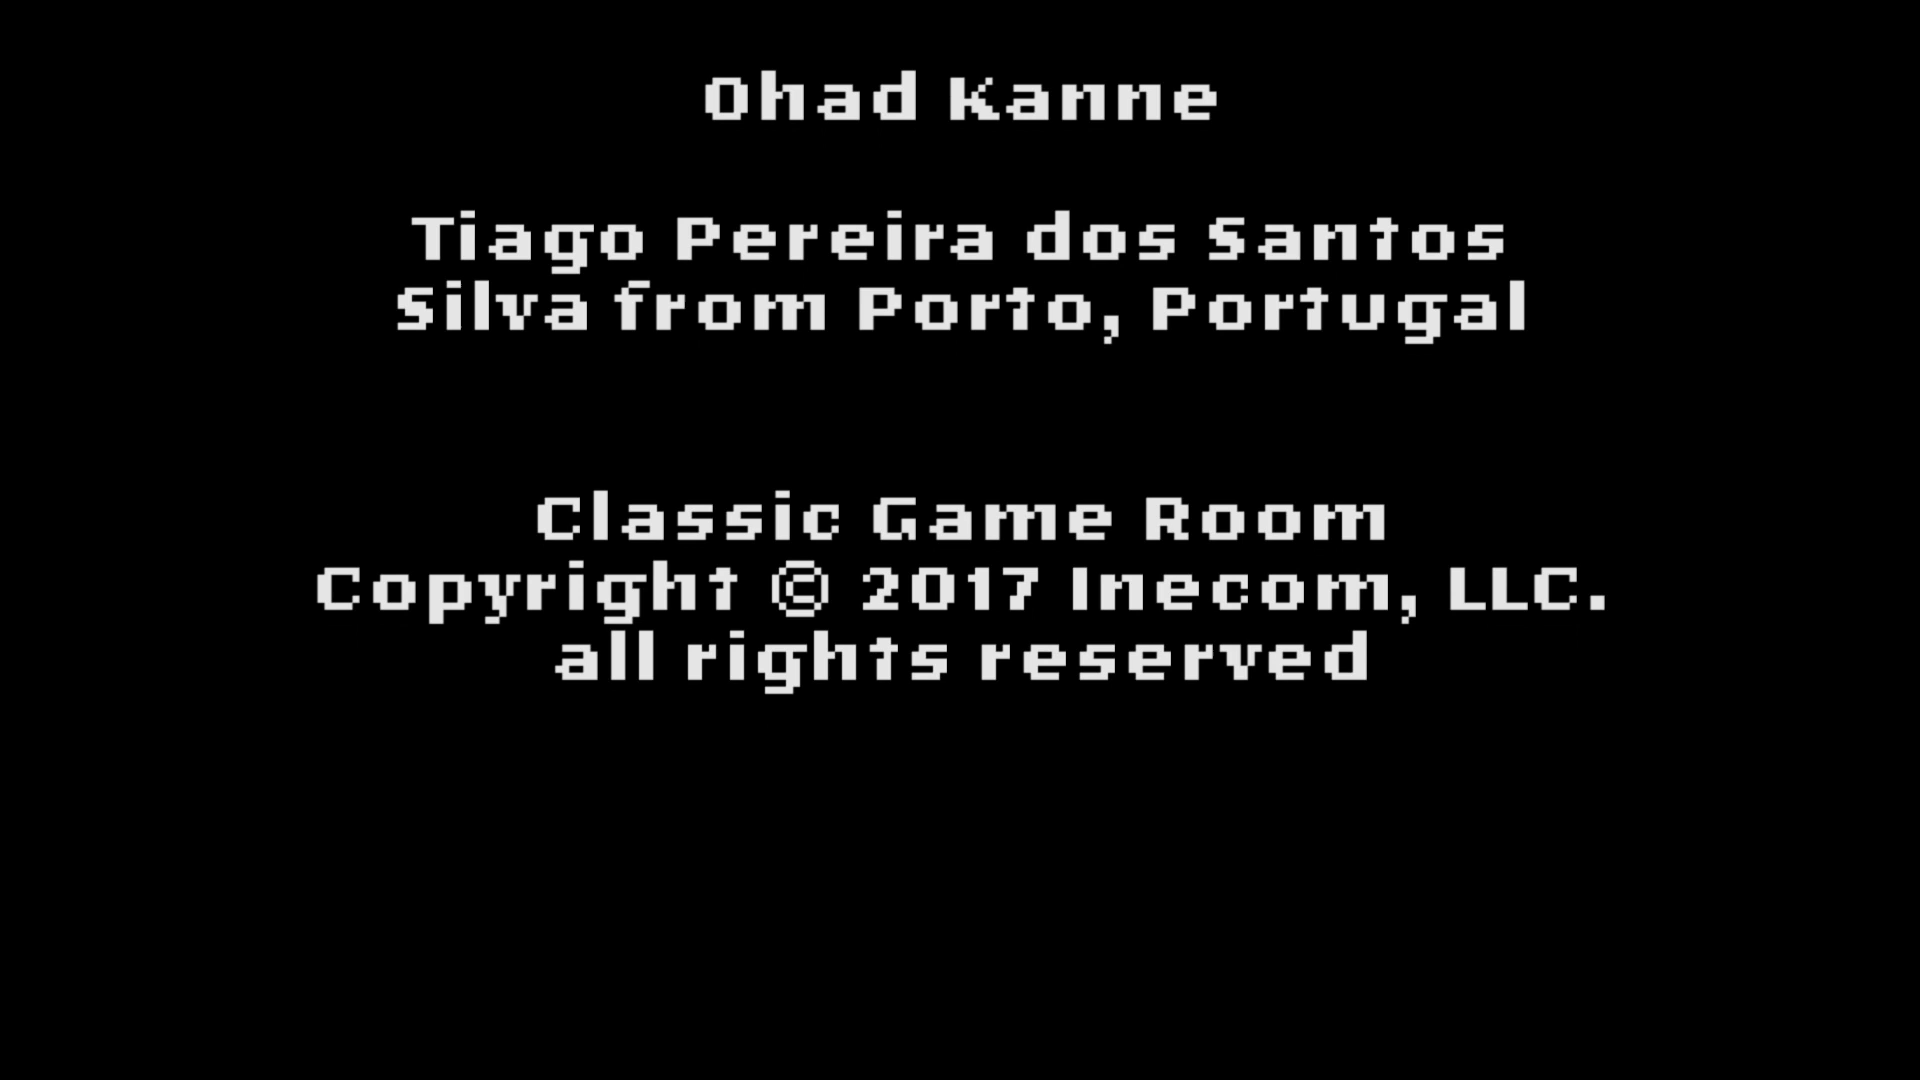 Ohad Kanne
Tiago Pereira dos Santos
Silva from Porto, Portugal
Classic Game Room
Copyright © 2017 Inecom, LLC.
all rights reserved